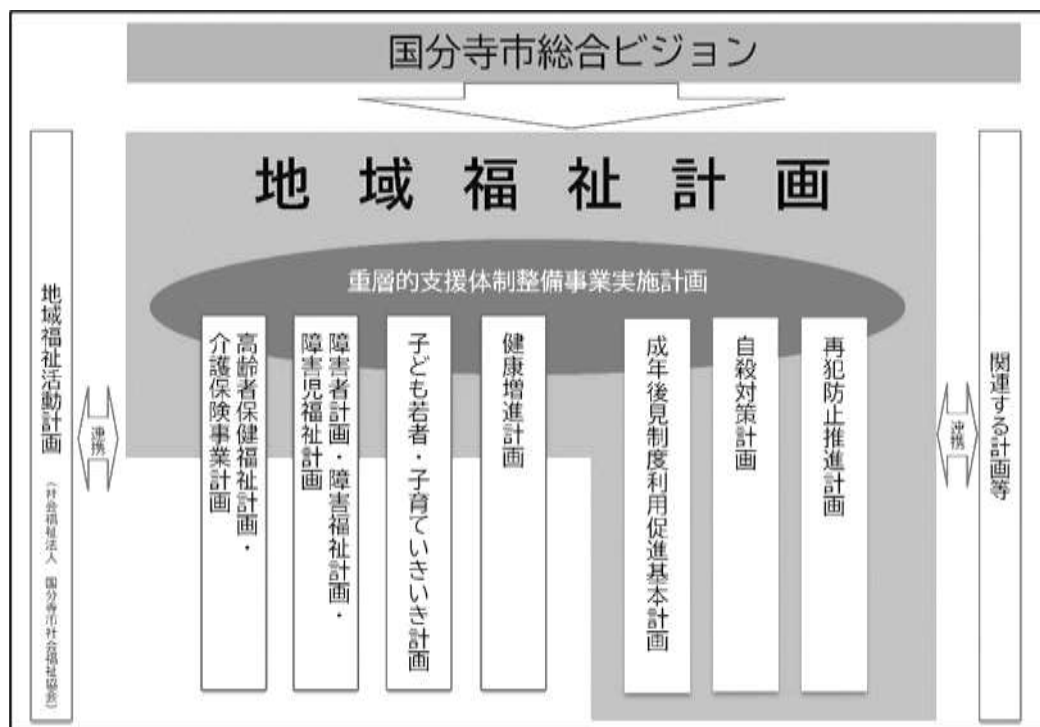 国分寺市総合ビジョン
地域福祉計画
重層的支援体制整備事業実施計画
地域福祉活動計画
（社会福祉法人　国分寺市社会福祉協会）
連携
高齢者保健福祉計画・
介護保険事業計画
障害者計画・障害福祉計画・
障害児福祉計画
子ども若者・子育ていきいき計画
健康増進計画
成年後見制度利用促進基本計画
自殺対策計画
再犯防止推進計画
連携
関連する計画等